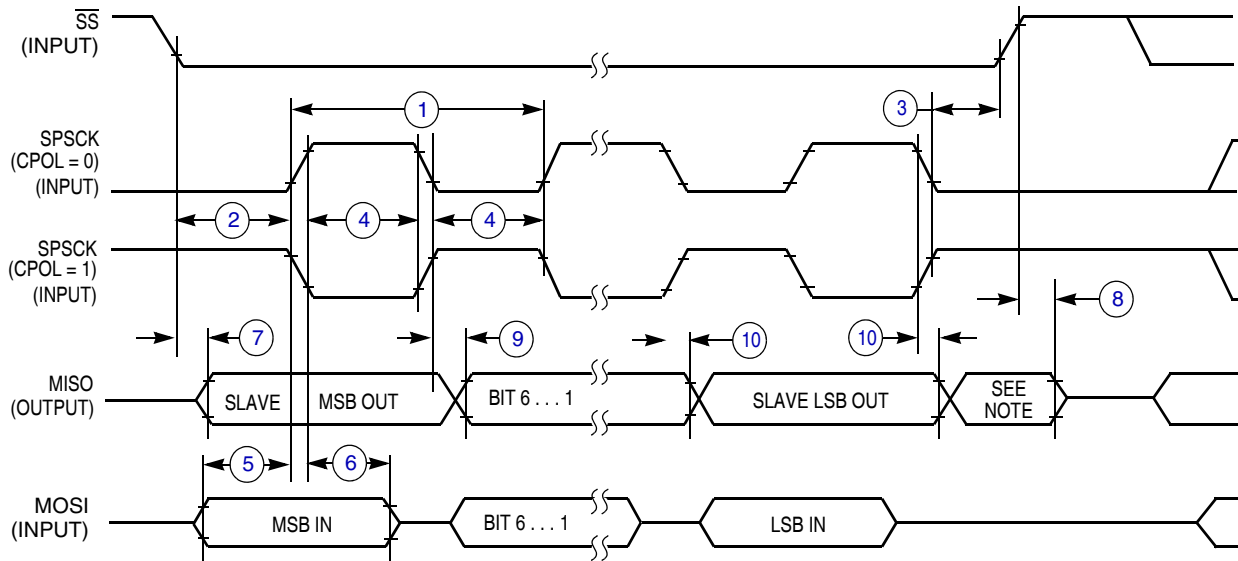 SS
(INPUT)
1
3
SPSCK
(CPOL = 0)
(INPUT)
2
4
4
SPSCK
(CPOL = 1)
(INPUT)
8
7
9
10
10
MISO
(OUTPUT)
SLAVE
MSB OUT
BIT 6 . . . 1
SLAVE LSB OUT
SEE
NOTE
5
6
MOSI
(INPUT)
MSB IN
BIT 6 . . . 1
LSB IN